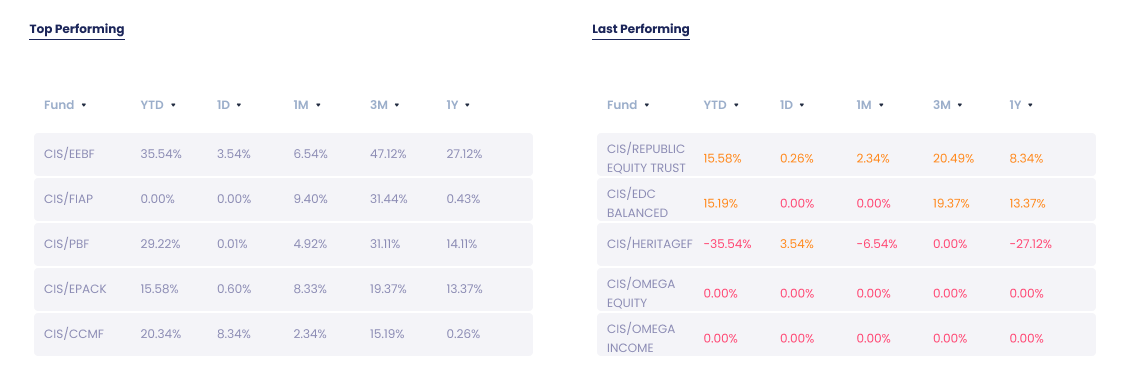 Top Performing
Fund YTD 1D 1M 3M 1Y
CIS/EEBF 35.54% 3.54% 6.54% 47.12% 27.12%
CIS/FIAP 0.00% 0.00% 9.40% 31.44% 0.43%
CIS/PBF 29.22% 0.01% 4.92% 31.11% 14.11%
CIS/EPACK 15.58% 0.60% 8.33% 19.37% 13.37%
CIS/CCMF 20.34% 8.34% 2.34% 15.19% 0.26%
Last Performing
Fund YTD 1D 1M 3M 1Y
CIS/REPUBLIC
EQUITY TRUST 15.58% 0.26% 2.34% 20.49% 8.34%
CIS/EDC
BALANCED 15.19% 0.00% 0.00% 19.37% 13.37%
CIS/HERITAGEF -35.54% 3.54% -6.54% 0.00% -27.12%
CIS/OMEGA
EQUITY 0.00% 0.00% 0.00% 0.00% 0.00%
CIS/OMEGA
INCOME 0.00% 0.00% 0.00% 0.00% 0.00%